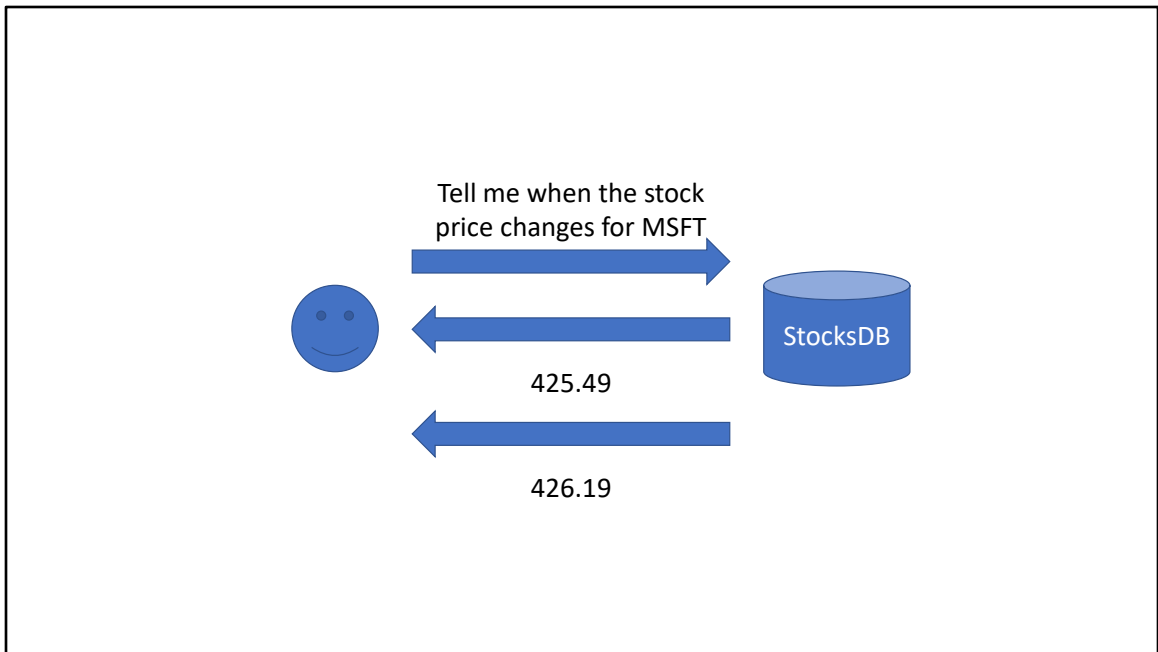 Tell me when the stock
price changes for MSFT
StocksDB
425.49
426.19